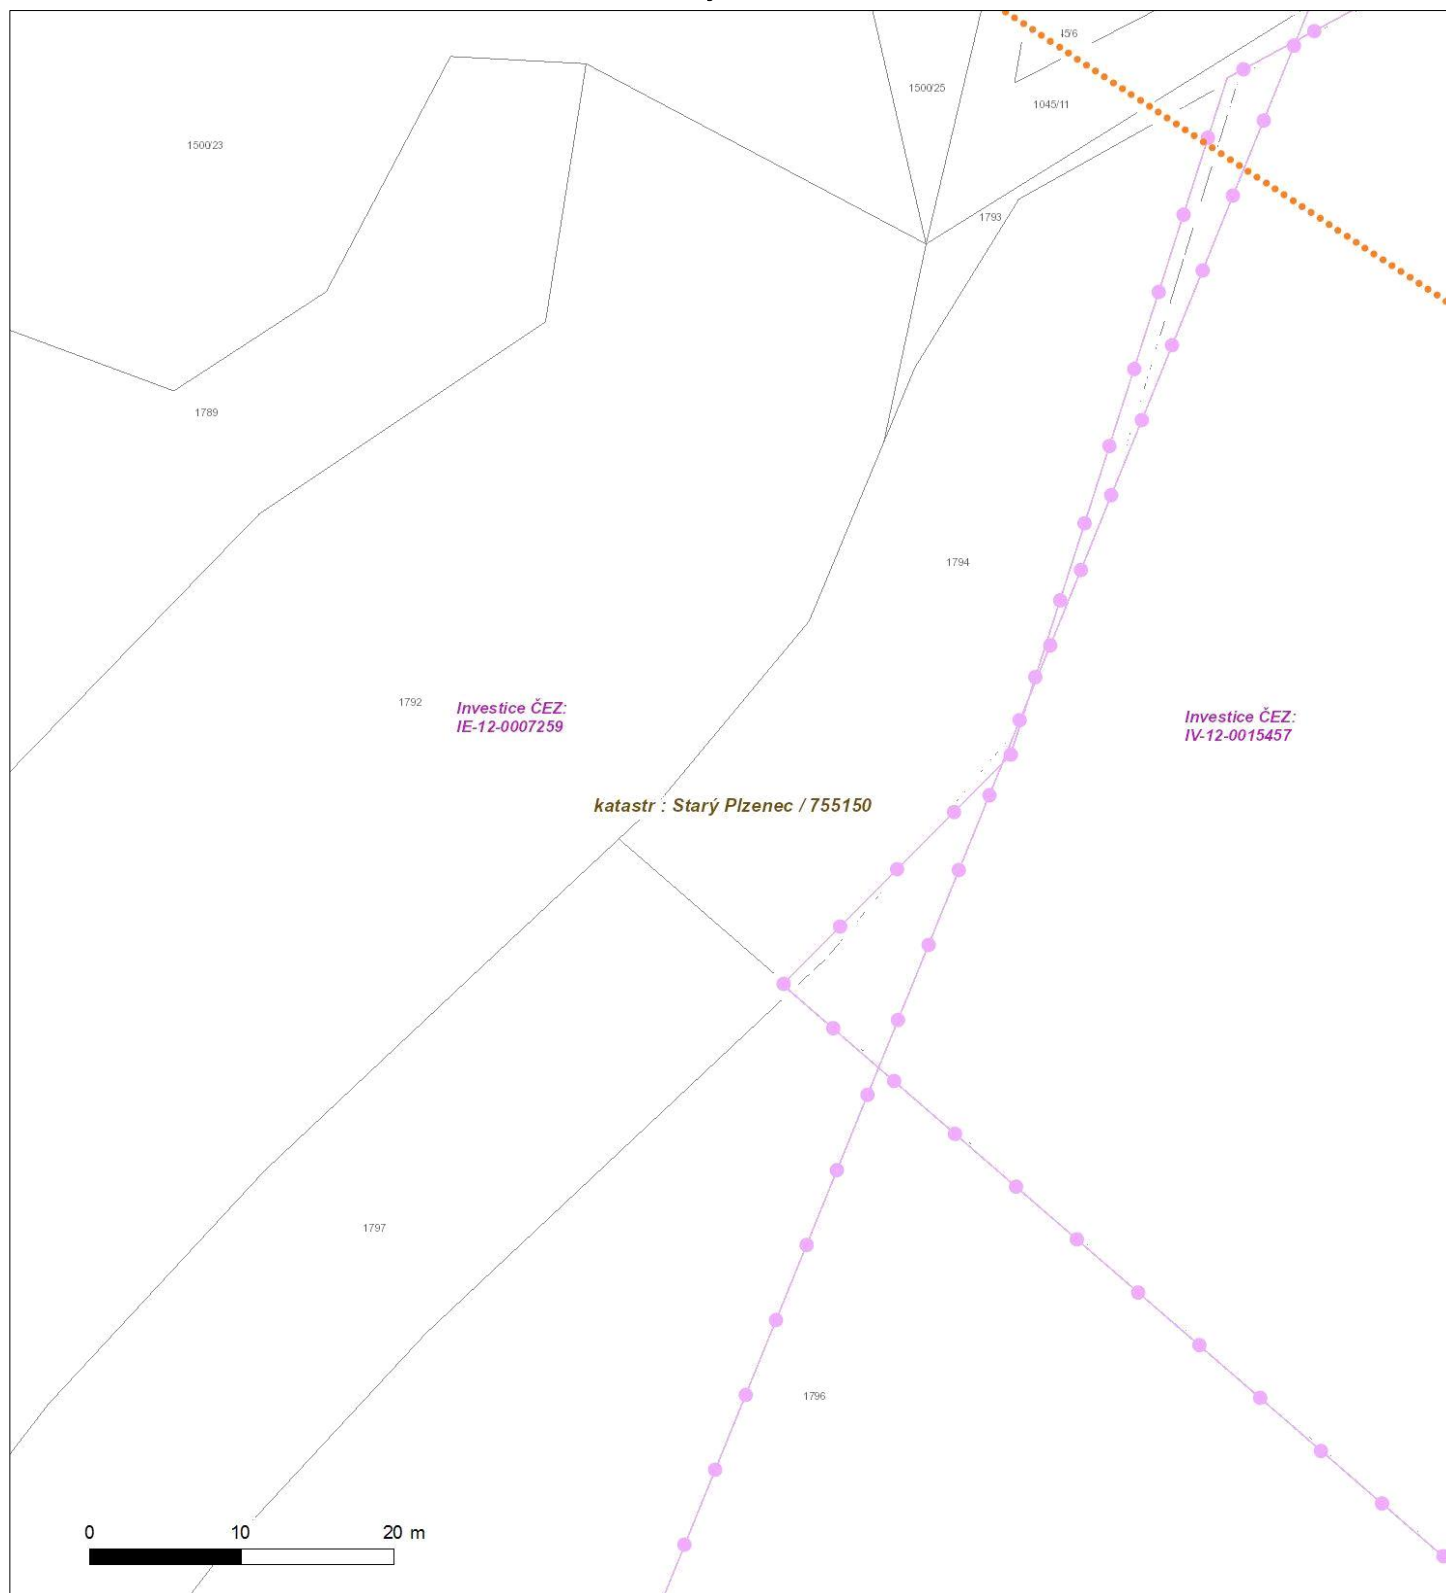 1500/25
1045/11
1500/23
1793
1789
1794
1792
Investice ČEZ:
IE-12-0007259
Investice ČEZ:
IV-12-0015457
katastr : Starý Plzenec / 755150
1797
1796
0 10 20 m